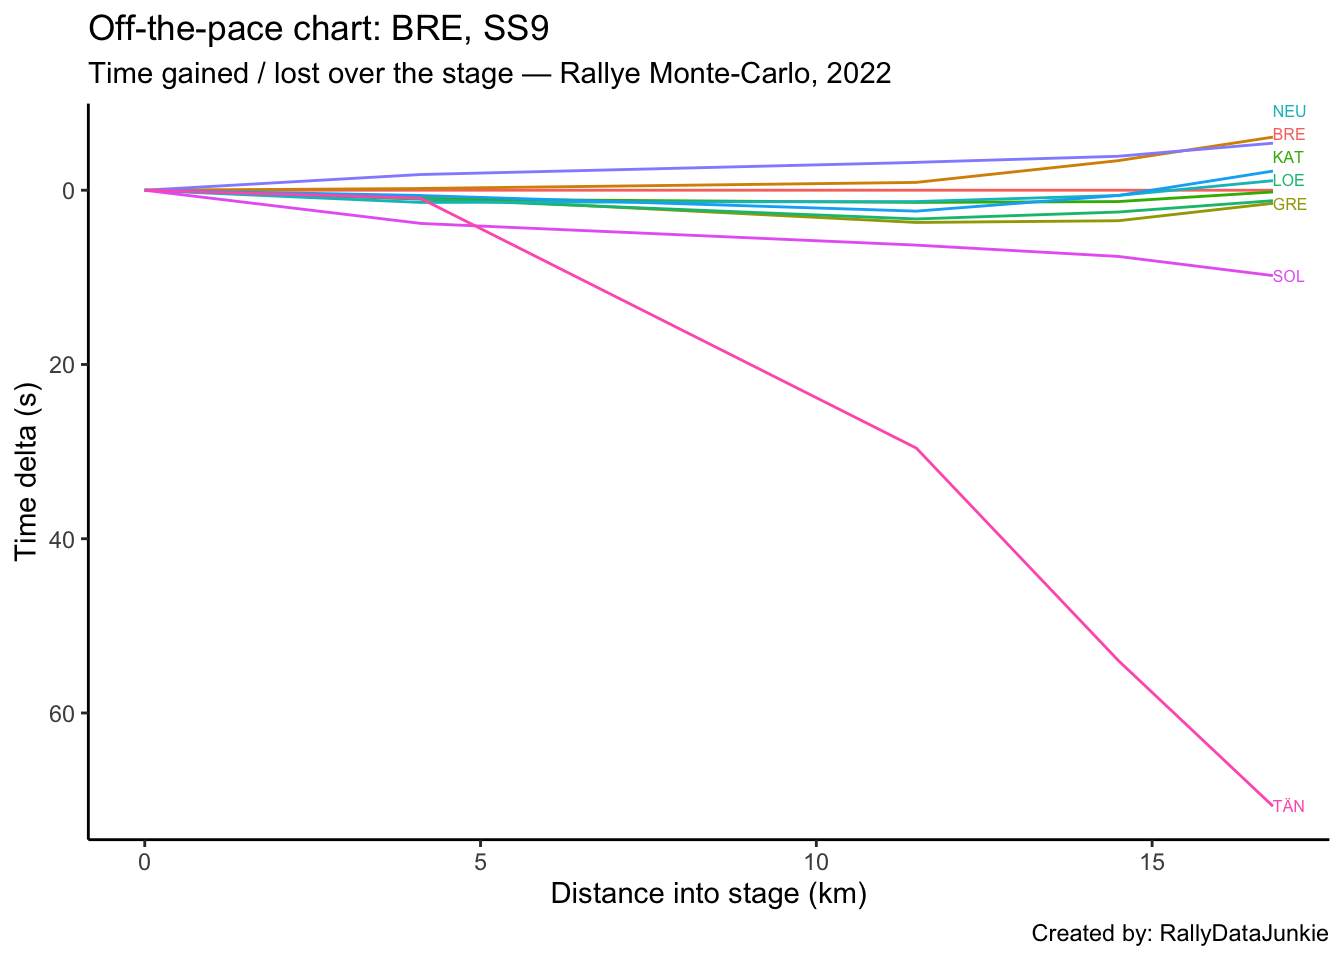 Off-the-pace chart: BRE, SS9
Time gained / lost over the stage — Rallye Monte-Carlo, 2022
NEU
BRE
KAT
LOE
GRE
SOL
TÄN
0
20
40
60
Time delta (s)
0 5 10 15
Distance into stage (km)
Created by: RallyDataJunkie